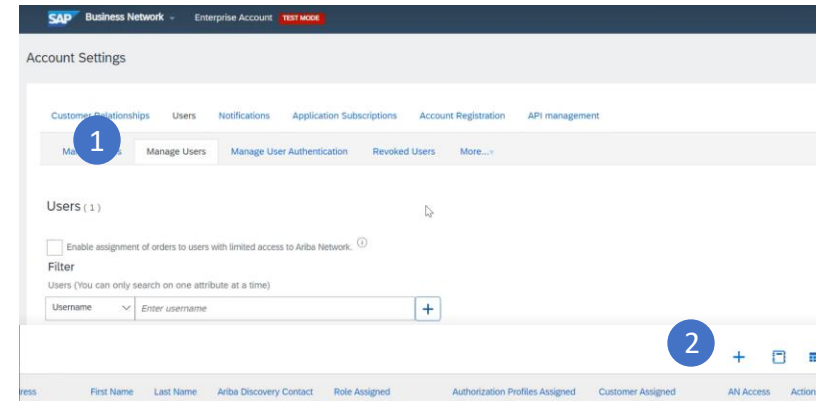 SAP Business Network Enterprise Account TEST MODE
Account Settings
Customer Relationships Users Notifications Application Subscriptions Account Registration API management
1
Manage Users Manage User Authentication Revoked Users More...
Users (1)
Enable assignment of orders to users with limited access to Ariba Network.
Filter
Users (You can only search on one attribute at a time)
Username Enter username +
2
+
ress First Name Last Name Ariba Discovery Contact Role Assigned Authorization Profiles Assigned Customer Assigned AN Access Action